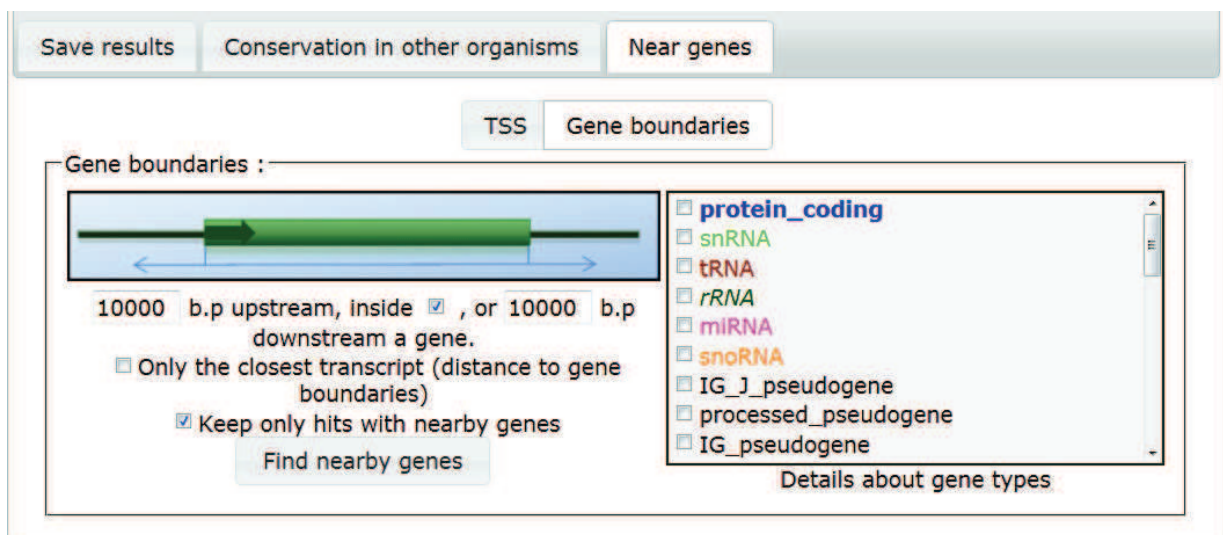 Save results
Conservation in other organisms
Near genes
TSS
Gene boundaries
Gene boundaries :
10000 b.p upstream, inside , or 10000 b.p
downstream a gene.
Only the closest transcript (distance to gene
boundaries)
Keep only hits with nearby genes
Find nearby genes
protein_coding
snRNA
tRNA
rRNA
miRNA
snoRNA
IG_J_pseudogene
processed_pseudogene
IG_pseudogene
Details about gene types